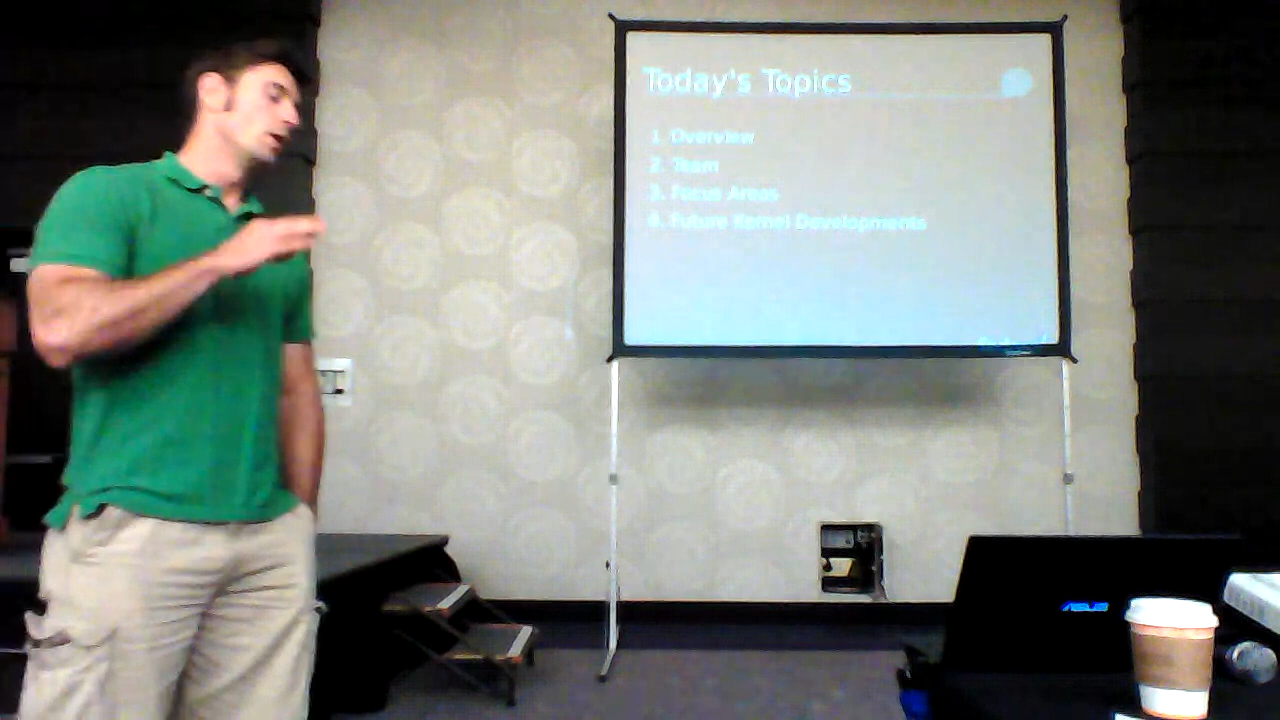 Today's Topics
1. Overview
2. Team
3. Focus Areas
4. Future Kernel Developments
ASUS